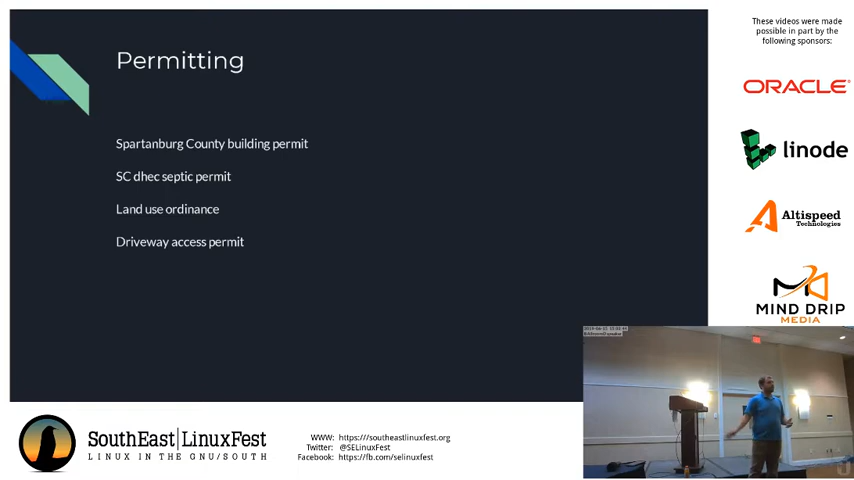 Permitting
Spartanburg County building permit
SC dhec septic permit
Land use ordinance
Driveway access permit
These videos were made
possible in part by the
following sponsors:
ORACLE
linode
Altispeed
Technologies
MIND DRIP
MEDIA
SouthEast|LinuxFest
LINUX IN THE GNU/SOUTH
WWW: https:///southeastlinuxfest.org
Twitter: @SELinuxFest
Facebook: https://fb.com/selinuxfest